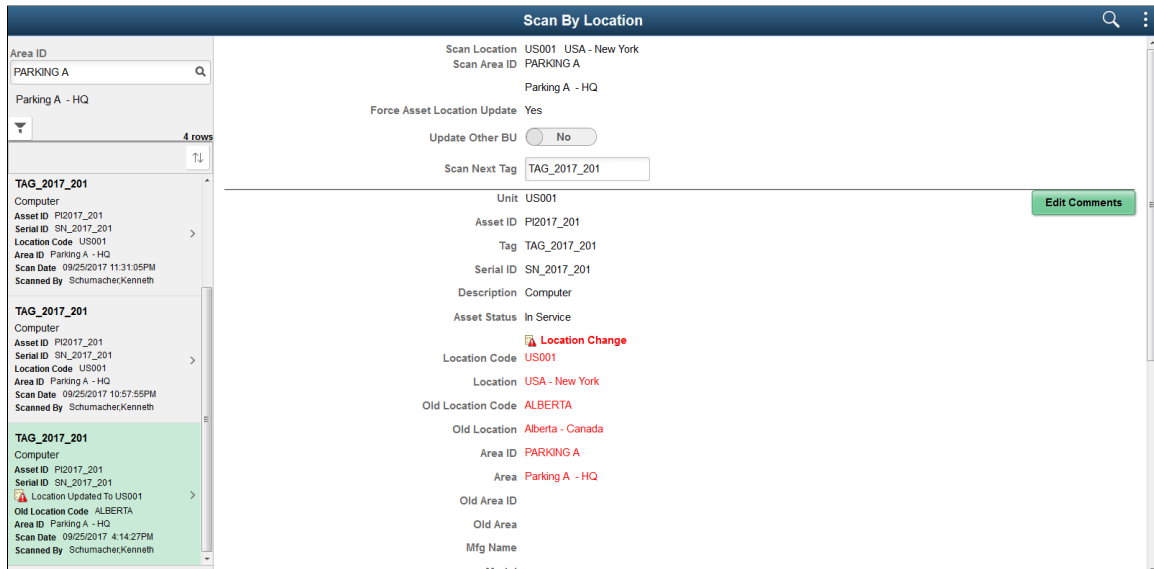 Scan By Location
Area ID
PARKING A
Parking A - HQ
4 rows
TAG_2017_201
Computer
Asset ID PI2017_201
Serial ID SN_2017_201
Location Code US001
Area ID Parking A - HQ
Scan Date 09/25/2017 11:31:05PM
Scanned By Schumacher,Kenneth
TAG_2017_201
Computer
Asset ID PI2017_201
Serial ID SN_2017_201
Location Code US001
Area ID Parking A - HQ
Scan Date 09/25/2017 10:57:55PM
Scanned By Schumacher,Kenneth
TAG_2017_201
Computer
Asset ID PI2017_201
Serial ID SN_2017_201
Location Updated To US001
Old Location Code ALBERTA
Area ID Parking A - HQ
Scan Date 09/25/2017 4:14:27PM
Scanned By Schumacher,Kenneth
Scan Location US001 USA - New York
Scan Area ID PARKING A
Parking A - HQ
Force Asset Location Update Yes
Update Other BU No
Scan Next Tag TAG_2017_201
Unit US001
Edit Comments
Asset ID PI2017_201
Tag TAG_2017_201
Serial ID SN_2017_201
Description Computer
Asset Status In Service
Location Change
Location Code US001
Location USA - New York
Old Location Code ALBERTA
Old Location Alberta - Canada
Area ID PARKING A
Area Parking A - HQ
Old Area ID
Old Area
Mfg Name